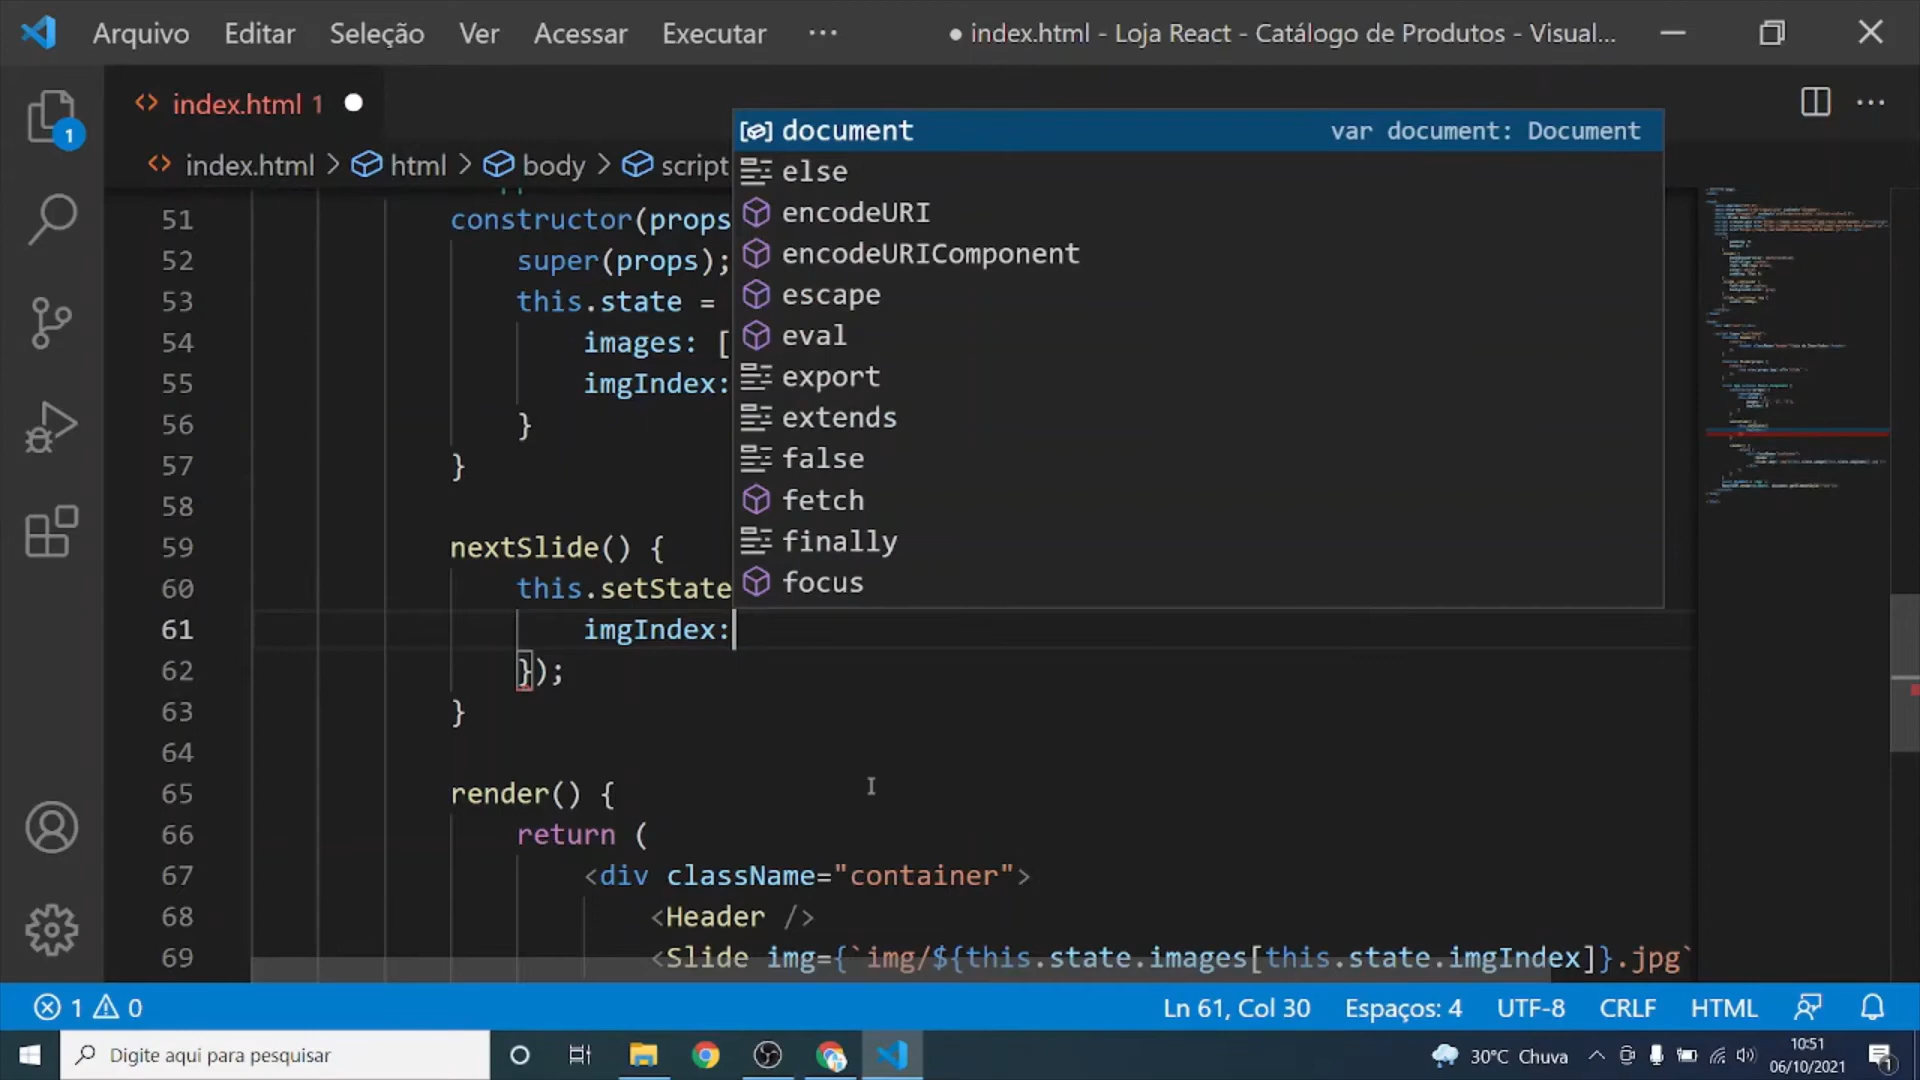 Arquivo Editar Seleção Ver Acessar Executar ··· ● index.html - Loja React - Catálogo de Produtos - Visual...
<> index.html 1 ●
<> index.html > html > body > script
51 constructor(props
52 super(props);
53 this.state =
54 images: [
55 imgIndex:
56 }
57 }
58
59 nextSlide() {
60 this.setState
61 imgIndex:
62 });
63 }
64
65 render() {
66 return (
67 <div className="container">
68 <Header />
69 <Slide img={`img/${this.state.images[this.state.imgIndex]}.jpg`
document var document: Document
else
encodeURI
encodeURIComponent
escape
eval
export
extends
false
fetch
finally
focus
1
1 0 Ln 61, Col 30 Espaços: 4 UTF-8 CRLF HTML
Digite aqui para pesquisar 30°C Chuva 10:51
06/10/2021
1